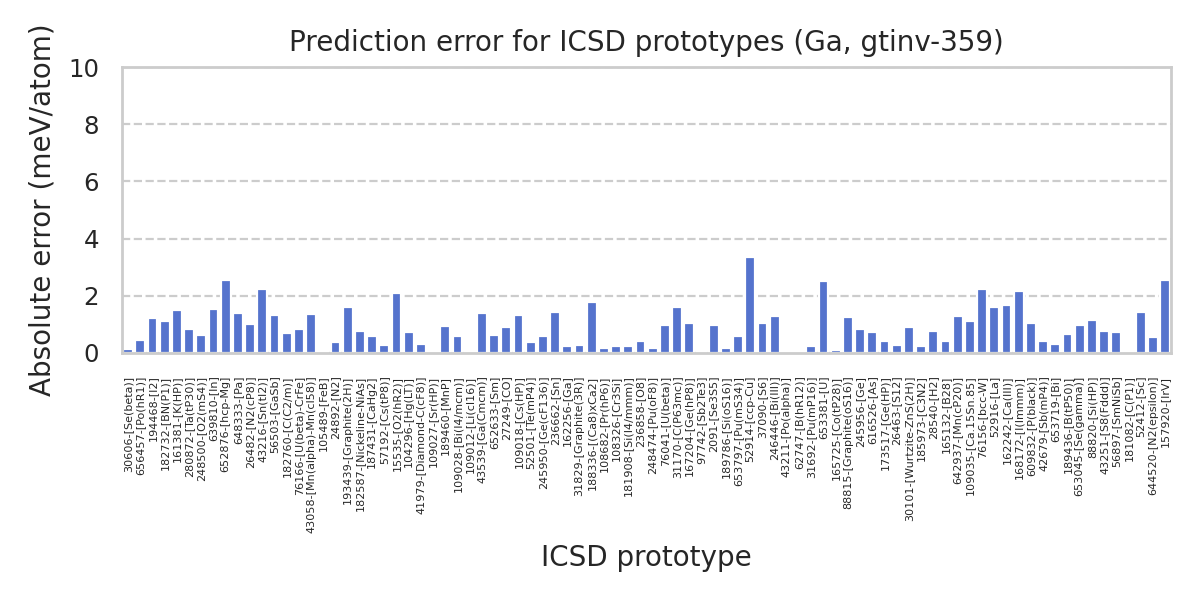 Prediction error for ICSD prototypes (Ga, gtinv-359)
Absolute error (meV/atom)
10
8
6
4
2
0
306066-[Se(beta)]
656457-[Po(hR1)]
194468-[I2]
182732-[BN(P1)]
16381-[K(HP)]
280872-[Ta(tP30)]
248500-[O2(mS4)]
639810-[In]
652876-[hcp-Mg]
648333-[Pa]
26482-[N2(cP8)]
43216-[Sn(tI2)]
56503-[GaSb]
182760-[C(C2/m)]
76166-[U(beta)-CrFe]
43058-[Mn(alpha)-Mn(cI58)]
105489-[FeB]
24892-[N2]
193439-[Graphite(2H)]
182587-[Nickeline-NiAs]
187431-[CaHg2]
57192-[Cs(tP8)]
15535-[O2(hR2)]
104296-[Hg(LT)]
41979-[Diamond-C(cF8)]
109027-[Sr(HP)]
189460-[MnP]
109028-[Bi(I4/mcm)]
109012-[Li(cI16)]
43539-[Ga(Cmcm)]
652633-[Sm]
27249-[CO]
109018-[Cs(HP)]
52501-[Te(mP4)]
245950-[Ge(cF136)]
236662-[Sn]
162256-[Ga]
31829-[Graphite(3R)]
188336-[(Ca8)xCa2]
108682-[Pr(hP6)]
108326-[Cr3Si]
181908-[Si(I4/mmm)]
236858-[O8]
248474-[Pu(oF8)]
76041-[U(beta)]
31170-[C(P63mc)]
167204-[Ge(hP8)]
97742-[Sb2Te3]
2091-[Se3S5]
189786-[Si(oS16)]
653797-[Pu(mS34)]
52914-[ccp-Cu]
37090-[S6]
246446-[Bi(III)]
43211-[Po(alpha)]
62747-[B(hR12)]
31692-[Pu(mP16)]
653381-[U]
165725-[Co(tP28)]
88815-[Graphite(oS16)]
245956-[Ge]
616526-[As]
173517-[Ge(HP)]
26463-[S12]
30101-[Wurtzite-ZnS(2H)]
185973-[C3N2]
28540-[H2]
165132-[B28]
642937-[Mn(cP20)]
109035-[Ca.15Sn.85]
76156-[bcc-W]
52916-[La]
162242-[Ca(III)]
168172-[I(Immm)]
609832-[P(black)]
42679-[Sb(mP4)]
653719-[Bi]
189436-[B(tP50)]
653045-[Se(gamma)]
88820-[Si(HP)]
43251-[S8(Fddd)]
56897-[SmNiSb]
181082-[C(P1)]
52412-[Sc]
644520-[N2(epsilon)]
157920-[IrV]
ICSD prototype